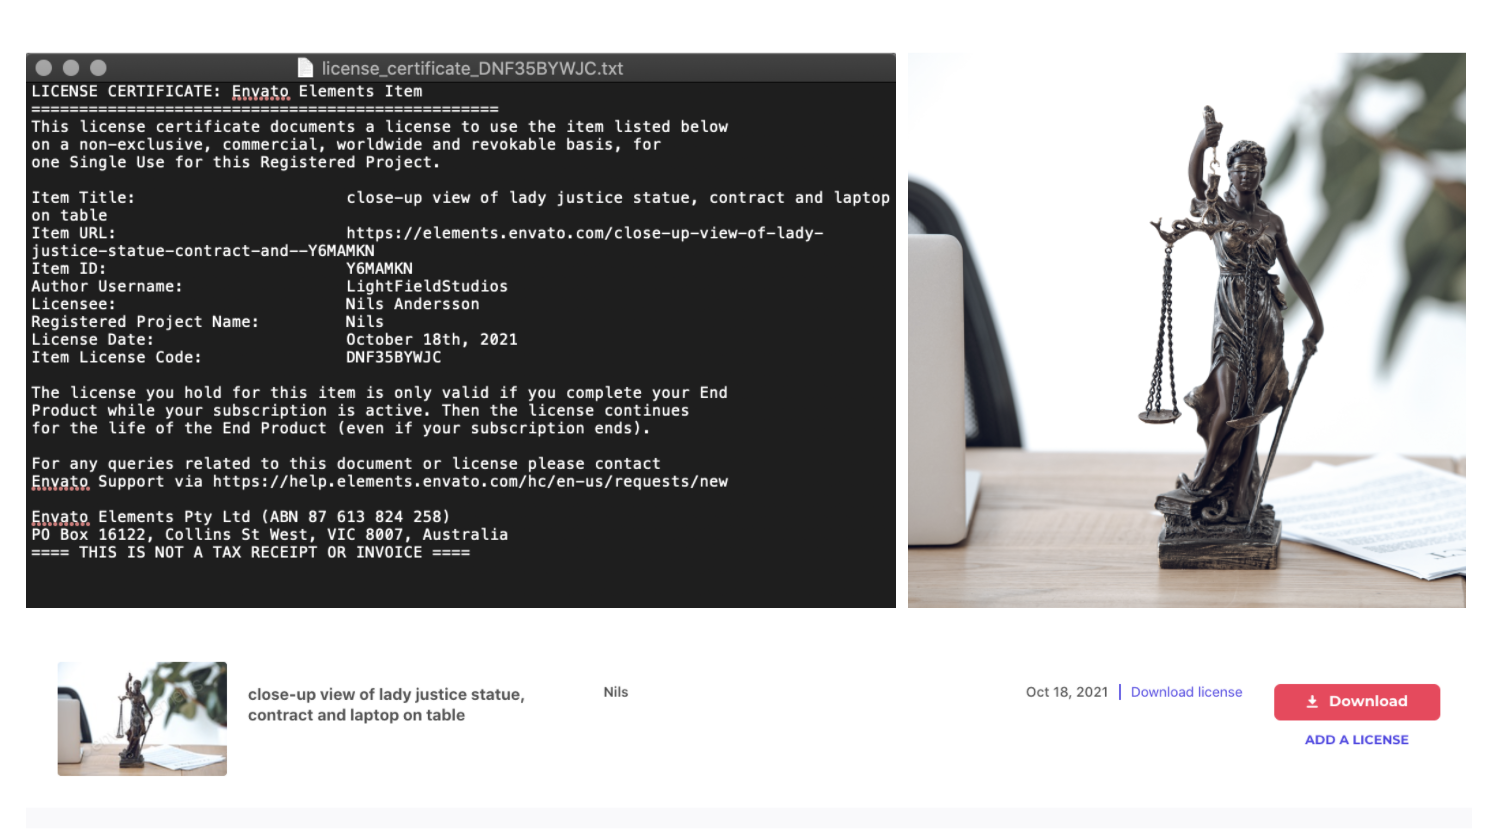 license_certificate_DNF35BYWJC.txt
LICENSE CERTIFICATE: Envato Elements Item
=================================================
This license certificate documents a license to use the item listed below
on a non-exclusive, commercial, worldwide and revokable basis, for
one Single Use for this Registered Project.
Item Title: close-up view of lady justice statue, contract and laptop
on table
Item URL: https://elements.envato.com/close-up-view-of-lady-
justice-statue-contract-and--Y6MAMKN
Item ID: Y6MAMKN
Author Username: LightFieldStudios
Licensee: Nils Andersson
Registered Project Name: Nils
License Date: October 18th, 2021
Item License Code: DNF35BYWJC
The license you hold for this item is only valid if you complete your End
Product while your subscription is active. Then the license continues
for the life of the End Product (even if your subscription ends).
For any queries related to this document or license please contact
Envato Support via https://help.elements.envato.com/hc/en-us/requests/new
Envato Elements Pty Ltd (ABN 87 613 824 258)
PO Box 16122, Collins St West, VIC 8007, Australia
==== THIS IS NOT A TAX RECEIPT OR INVOICE ====
close-up view of lady justice statue,
contract and laptop on table
Nils
Oct 18, 2021 | Download license
Download
ADD A LICENSE